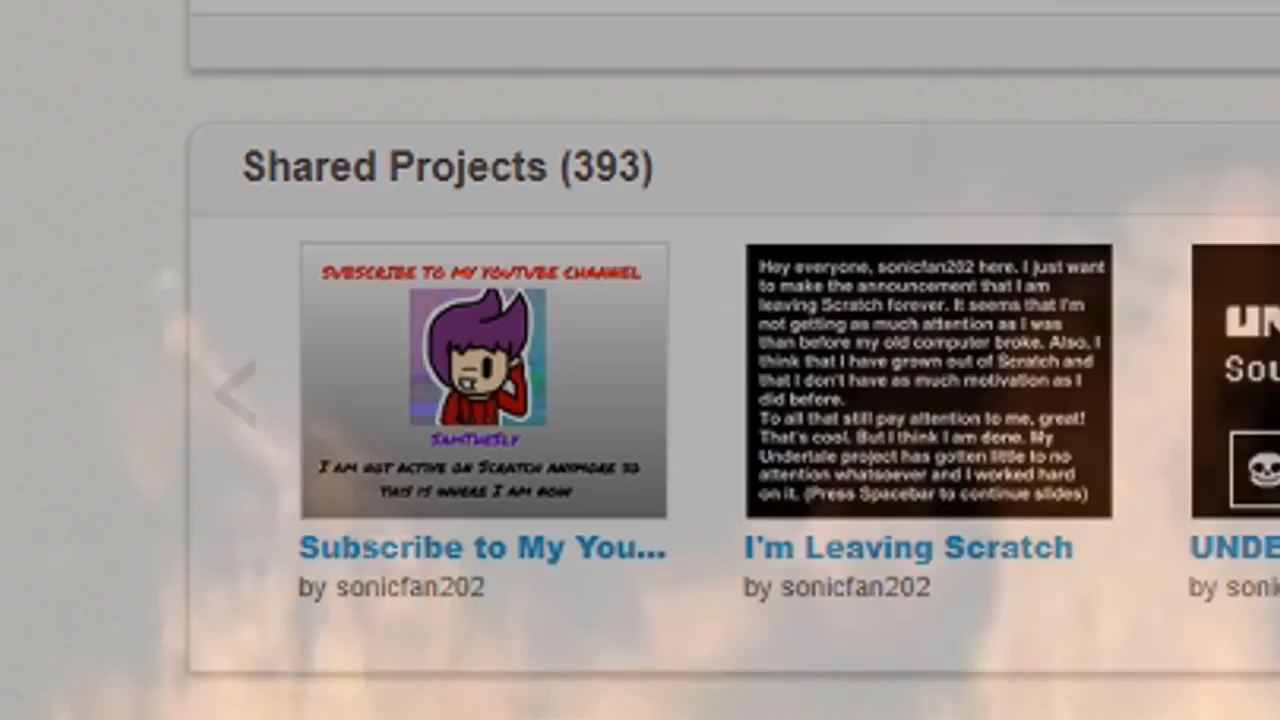 Shared Projects (393)
SUBSCRIBE TO MY YOUTUBE CHANNEL
SAMTHESLY
I AM NOT ACTIVE ON SCRATCH ANYMORE SO
THIS IS WHERE I AM NOW
Subscribe to My You...
by sonicfan202
Hey everyone, sonicfan202 here. I just want
to make the announcement that I am
leaving Scratch forever. It seems that I'm
not getting as much attention as I was
than before my old computer broke. Also, I
think that I have grown out of Scratch and
that I don't have as much motivation as I
did before.
To all that still pay attention to me, great!
That's cool. But I think I am done. My
Undertale project has gotten little to no
attention whatsoever and I worked hard
on it. (Press Spacebar to continue slides)
I'm Leaving Scratch
by sonicfan202
UN
Sou
UNDE
by soni